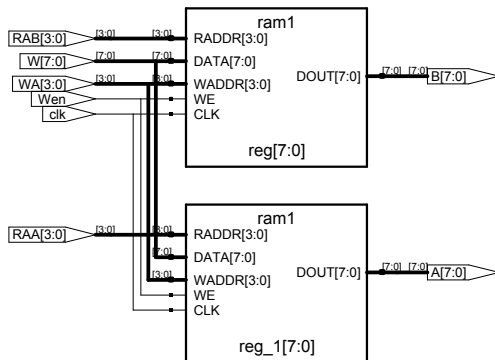 ram1
RAB[3:0] [3:0] [3:0] RADDR[3:0]
W[7:0] [7:0] [7:0] DATA[7:0]
DOUT[7:0] [7:0] [7:0] B[7:0]
WA[3:0] [3:0] [3:0] WADDR[3:0]
Wen WE
clk CLK
reg[7:0]
ram1
RAA[3:0] [3:0] [3:0] RADDR[3:0]
[7:0] DATA[7:0]
DOUT[7:0] [7:0] [7:0] A[7:0]
[3:0] WADDR[3:0]
WE
CLK
reg_1[7:0]